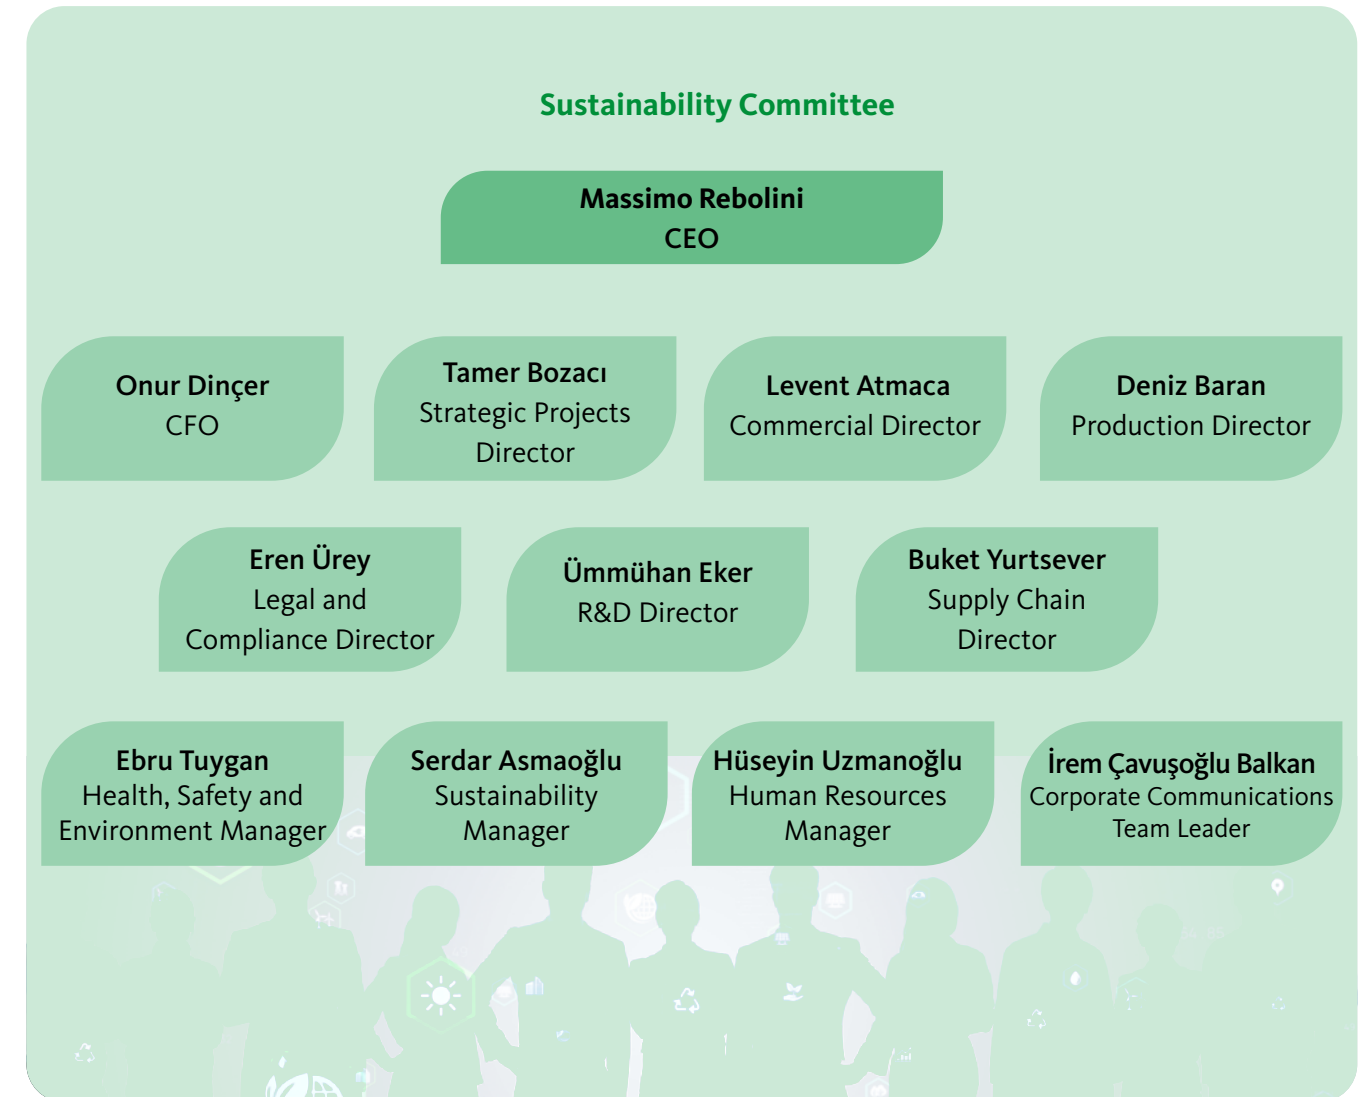 Sustainability Committee
Massimo Rebolini
CEO
Onur Dinçer
CFO
Tamer Bozacı
Strategic Projects
Director
Levent Atmaca
Commercial Director
Deniz Baran
Production Director
Eren Ürey
Legal and
Compliance Director
Ümmühan Eker
R&D Director
Buket Yurtsever
Supply Chain
Director
Ebru Tuygan
Health, Safety and
Environment Manager
Serdar Asmaoğlu
Sustainability
Manager
Hüseyin Uzmanoğlu
Human Resources
Manager
İrem Çavuşoğlu Balkan
Corporate Communications
Team Leader